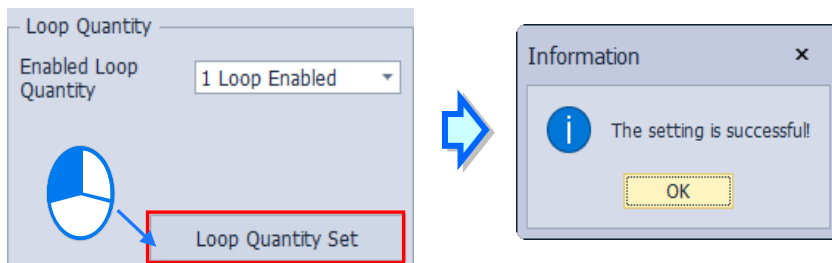 Loop Quantity
Enabled Loop
Quantity
1 Loop Enabled
Loop Quantity Set
Information
x
i
The setting is successful!
OK